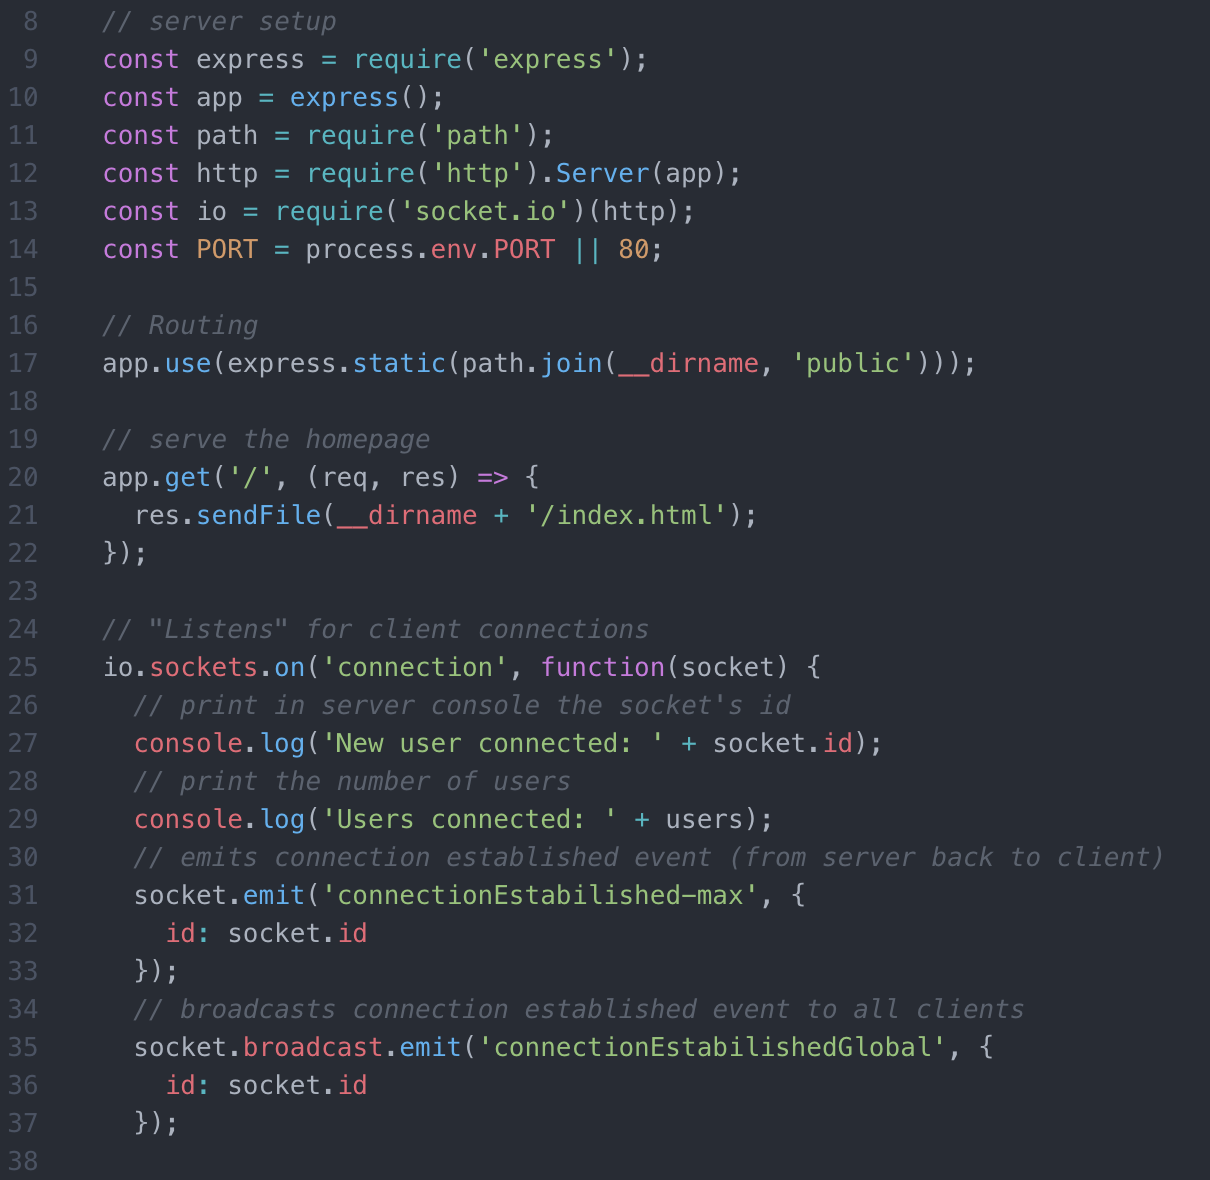 8 // server setup
9 const express = require('express');
10 const app = express();
11 const path = require('path');
12 const http = require('http').Server(app);
13 const io = require('socket.io')(http);
14 const PORT = process.env.PORT || 80;
15
16 // Routing
17 app.use(express.static(path.join(__dirname, 'public')));
18
19 // serve the homepage
20 app.get('/', (req, res) => {
21   res.sendFile(__dirname + '/index.html');
22 });
23
24 // "Listens" for client connections
25 io.sockets.on('connection', function(socket) {
26   // print in server console the socket's id
27   console.log('New user connected: ' + socket.id);
28   // print the number of users
29   console.log('Users connected: ' + users);
30   // emits connection established event (from server back to client)
31   socket.emit('connectionEstabilished-max', {
32     id: socket.id
33   });
34   // broadcasts connection established event to all clients
35   socket.broadcast.emit('connectionEstabilishedGlobal', {
36     id: socket.id
37   });
38